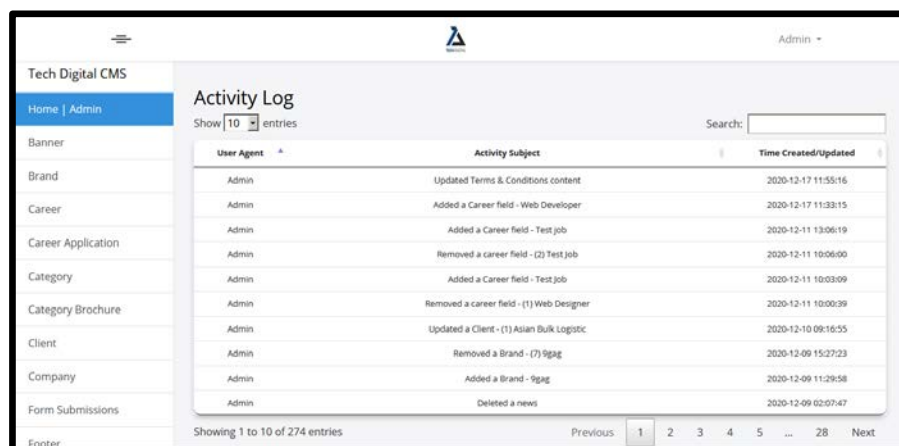 Admin
Tech Digital CMS
Home | Admin
Banner
Brand
Career
Career Application
Category
Category Brochure
Client
Company
Form Submissions
Footer
Activity Log
Show 10 entries
Search:
User Agent Activity Subject Time Created/Updated
Admin Updated Terms & Conditions content 2020-12-17 11:55:16
Admin Added a Career field - Web Developer 2020-12-17 11:33:15
Admin Added a Career field - Test job 2020-12-11 13:06:19
Admin Removed a career field - (2) Test Job 2020-12-11 10:06:00
Admin Added a Career field - Test Job 2020-12-11 10:03:09
Admin Removed a career field - (1) Web Designer 2020-12-11 10:00:39
Admin Updated a Client - (1) Asian Bulk Logistic 2020-12-10 09:16:55
Admin Removed a Brand - (7) 9gag 2020-12-09 15:27:23
Admin Added a Brand - 9gag 2020-12-09 11:29:58
Admin Deleted a news 2020-12-09 02:07:47
Showing 1 to 10 of 274 entries
Previous 1 2 3 4 5 ... 28 Next